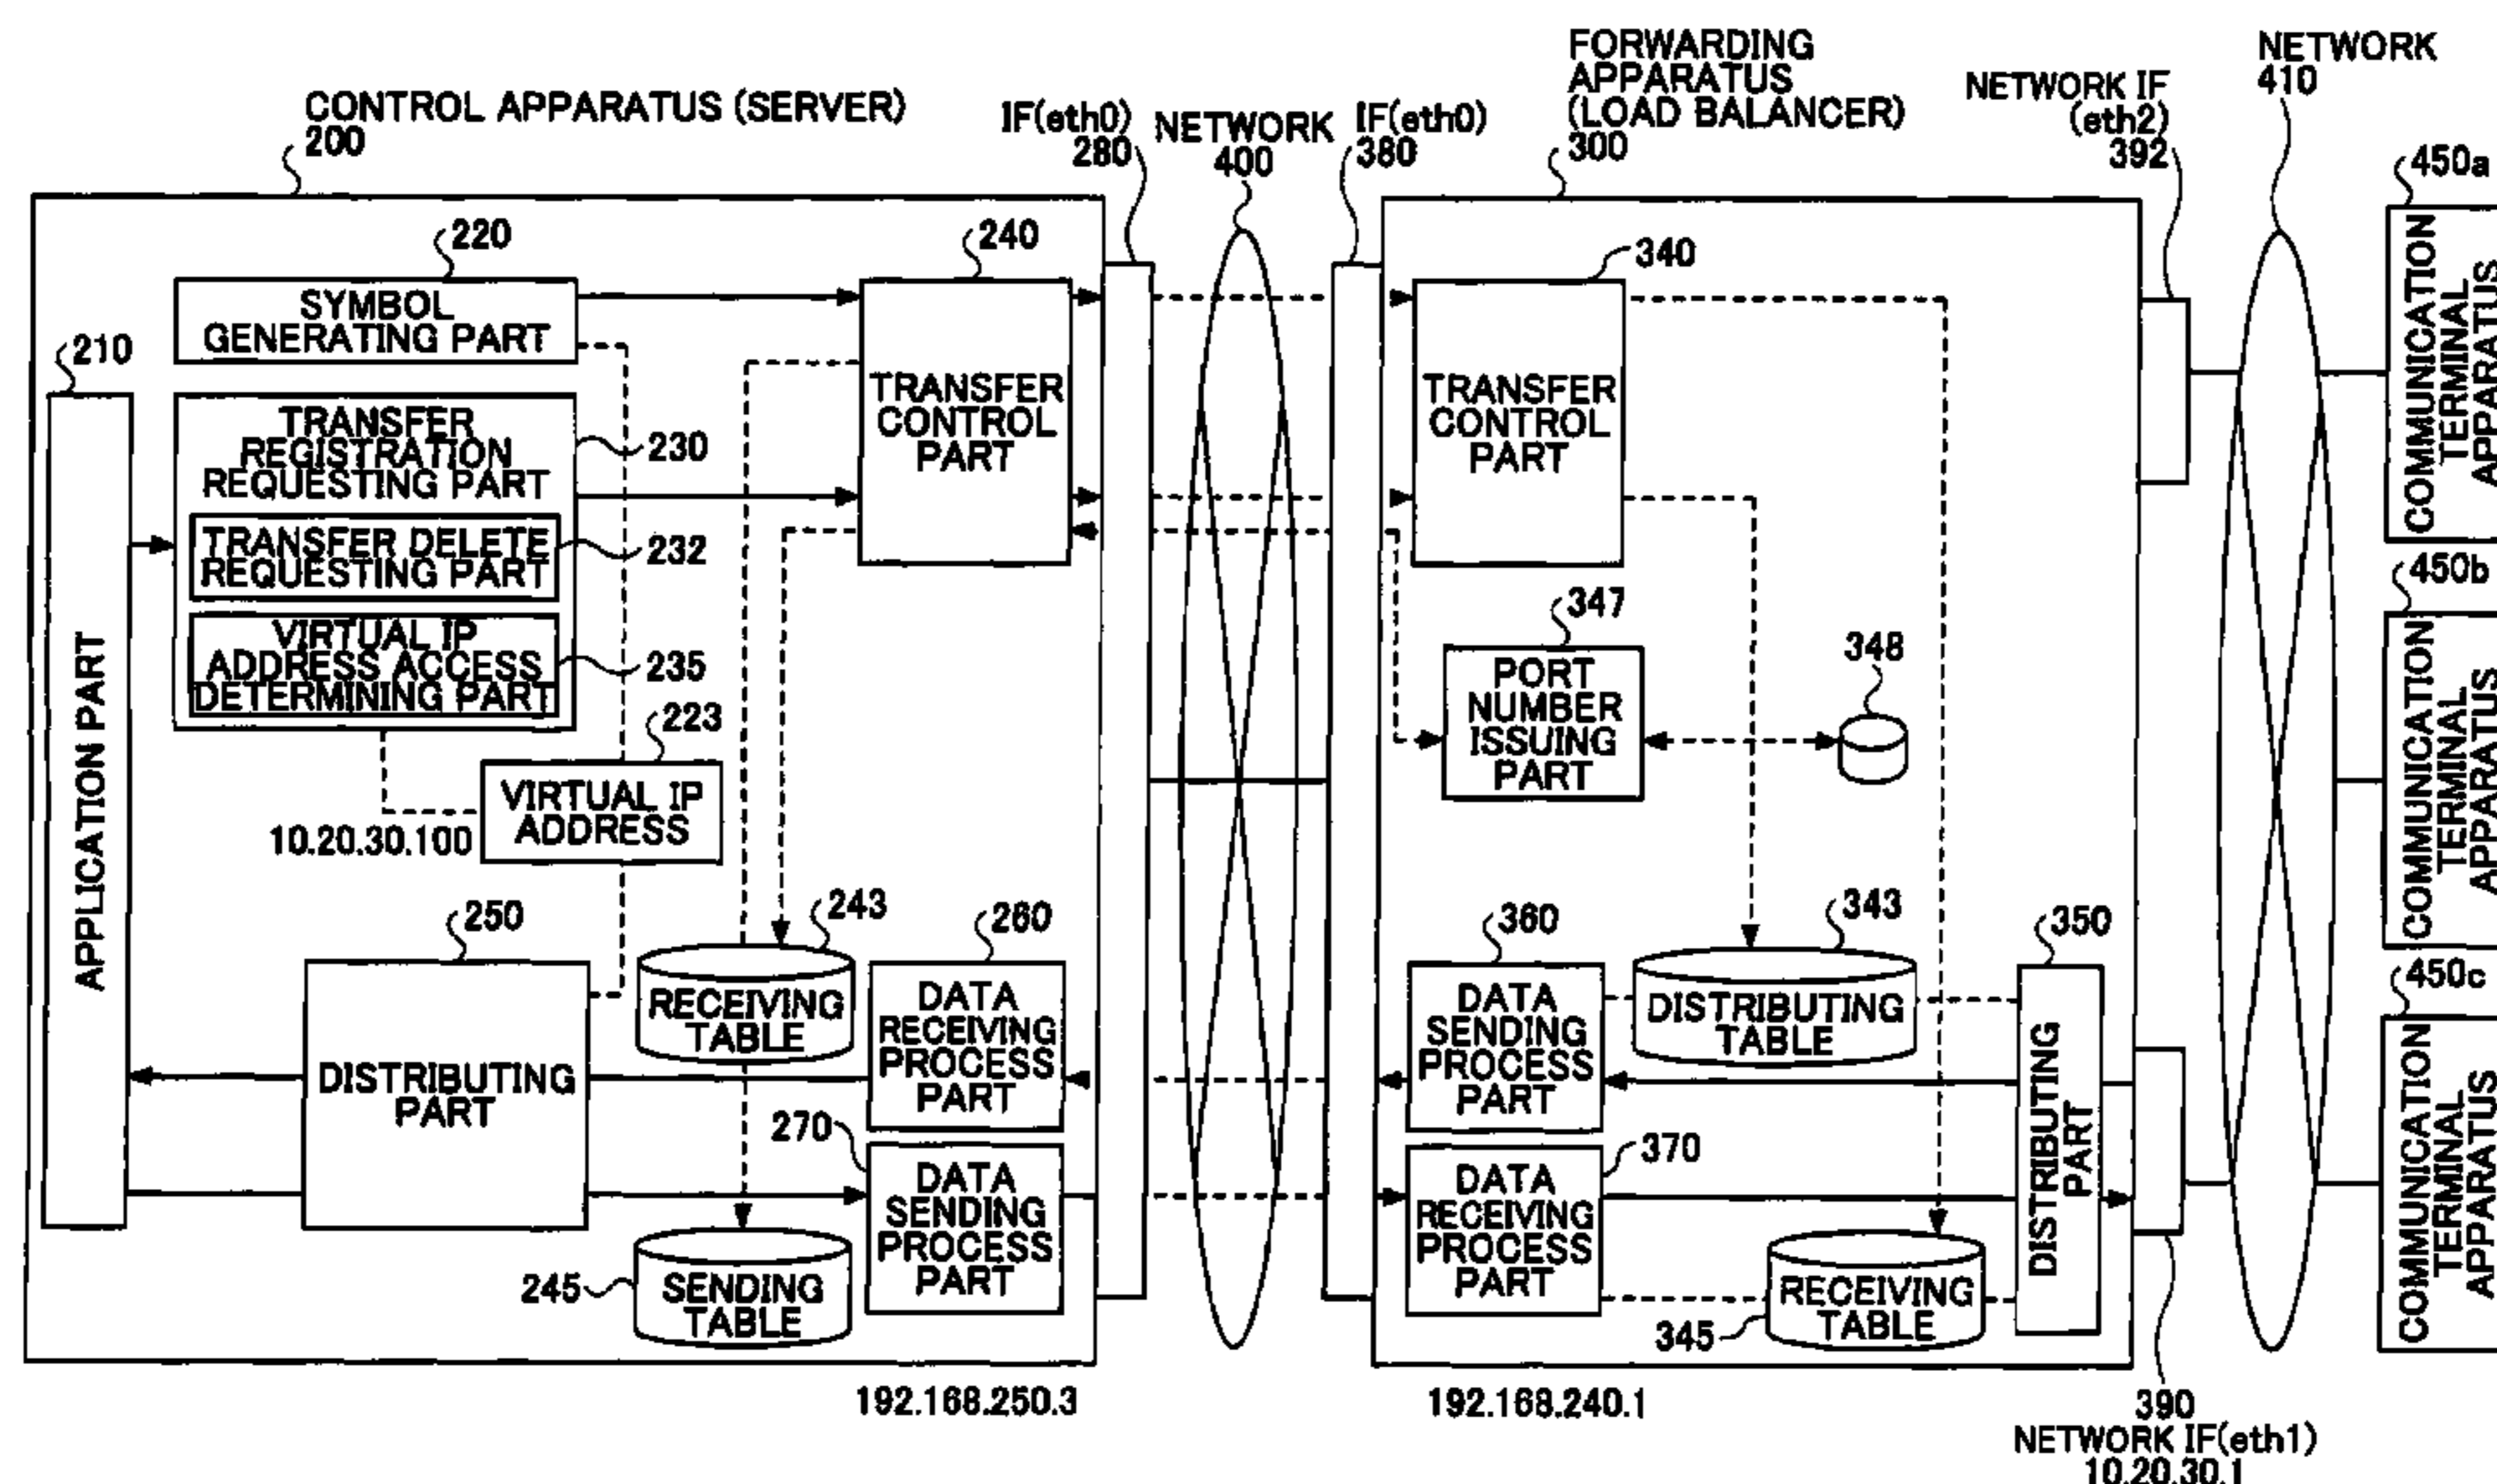 CONTROL APPARATUS (SERVER)
200
IF(eth0)
280
NETWORK
400
IF(eth0)
380
FORWARDING
APPARATUS
(LOAD BALANCER)
300
NETWORK IF
(eth2)
392
NETWORK
410
450a
COMMUNICATION
TERMINAL
APPARATUS
450b
COMMUNICATION
TERMINAL
APPARATUS
450c
COMMUNICATION
TERMINAL
APPARATUS
210
APPLICATION PART
220
SYMBOL
GENERATING PART
TRANSFER
REGISTRATION
REQUESTING PART
230
TRANSFER DELETE
REQUESTING PART
232
VIRTUAL IP
ADDRESS ACCESS
DETERMINING PART
235
223
VIRTUAL IP
ADDRESS
10.20.30.100
240
TRANSFER
CONTROL
PART
250
DISTRIBUTING
PART
243
RECEIVING
TABLE
260
DATA
RECEIVING
PROCESS
PART
270
DATA
SENDING
PROCESS
PART
245
SENDING
TABLE
192.168.250.3
340
TRANSFER
CONTROL
PART
347
PORT
NUMBER
ISSUING
PART
348
360
DATA
SENDING
PROCESS
PART
343
DISTRIBUTING
TABLE
350
DISTRIBUTING
PART
370
DATA
RECEIVING
PROCESS
PART
345
RECEIVING
TABLE
192.168.240.1
390
NETWORK IF(eth1)
10.20.30.1